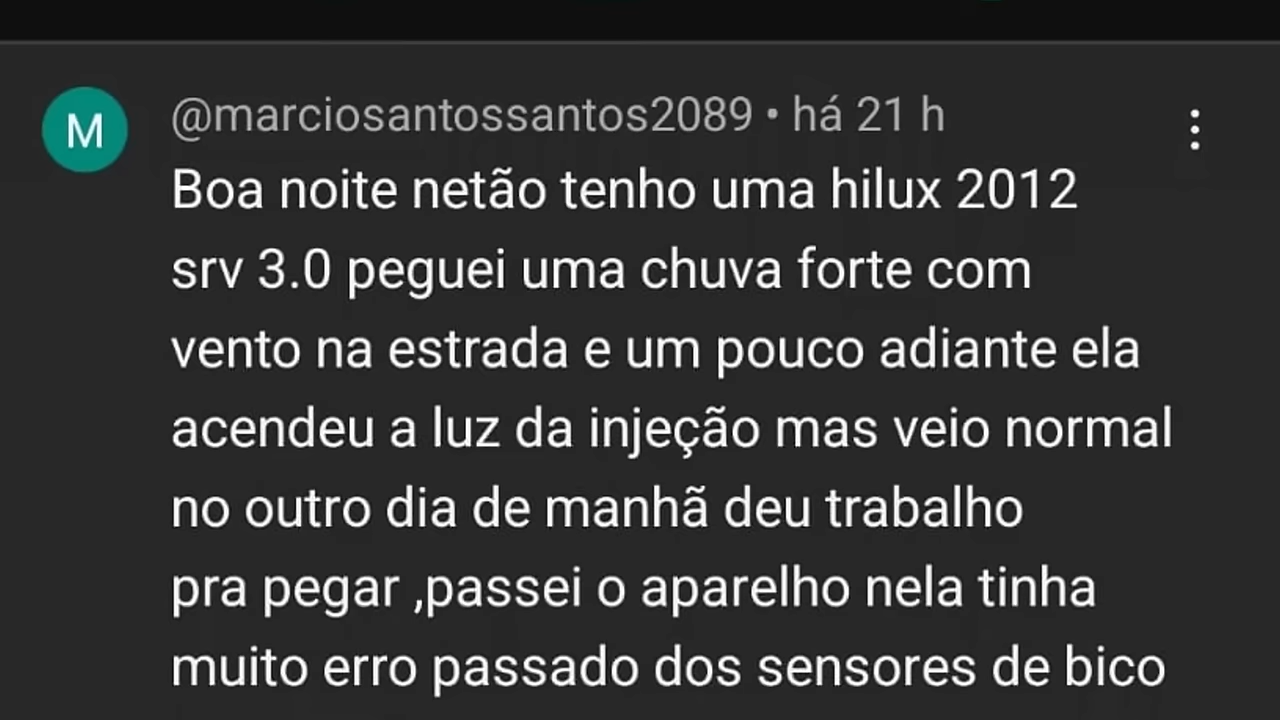 M
@marciosantossantos2089 • há 21 h
Boa noite netão tenho uma hilux 2012
srv 3.0 peguei uma chuva forte com
vento na estrada e um pouco adiante ela
acendeu a luz da injeção mas veio normal
no outro dia de manhã deu trabalho
pra pegar ,passei o aparelho nela tinha
muito erro passado dos sensores de bico